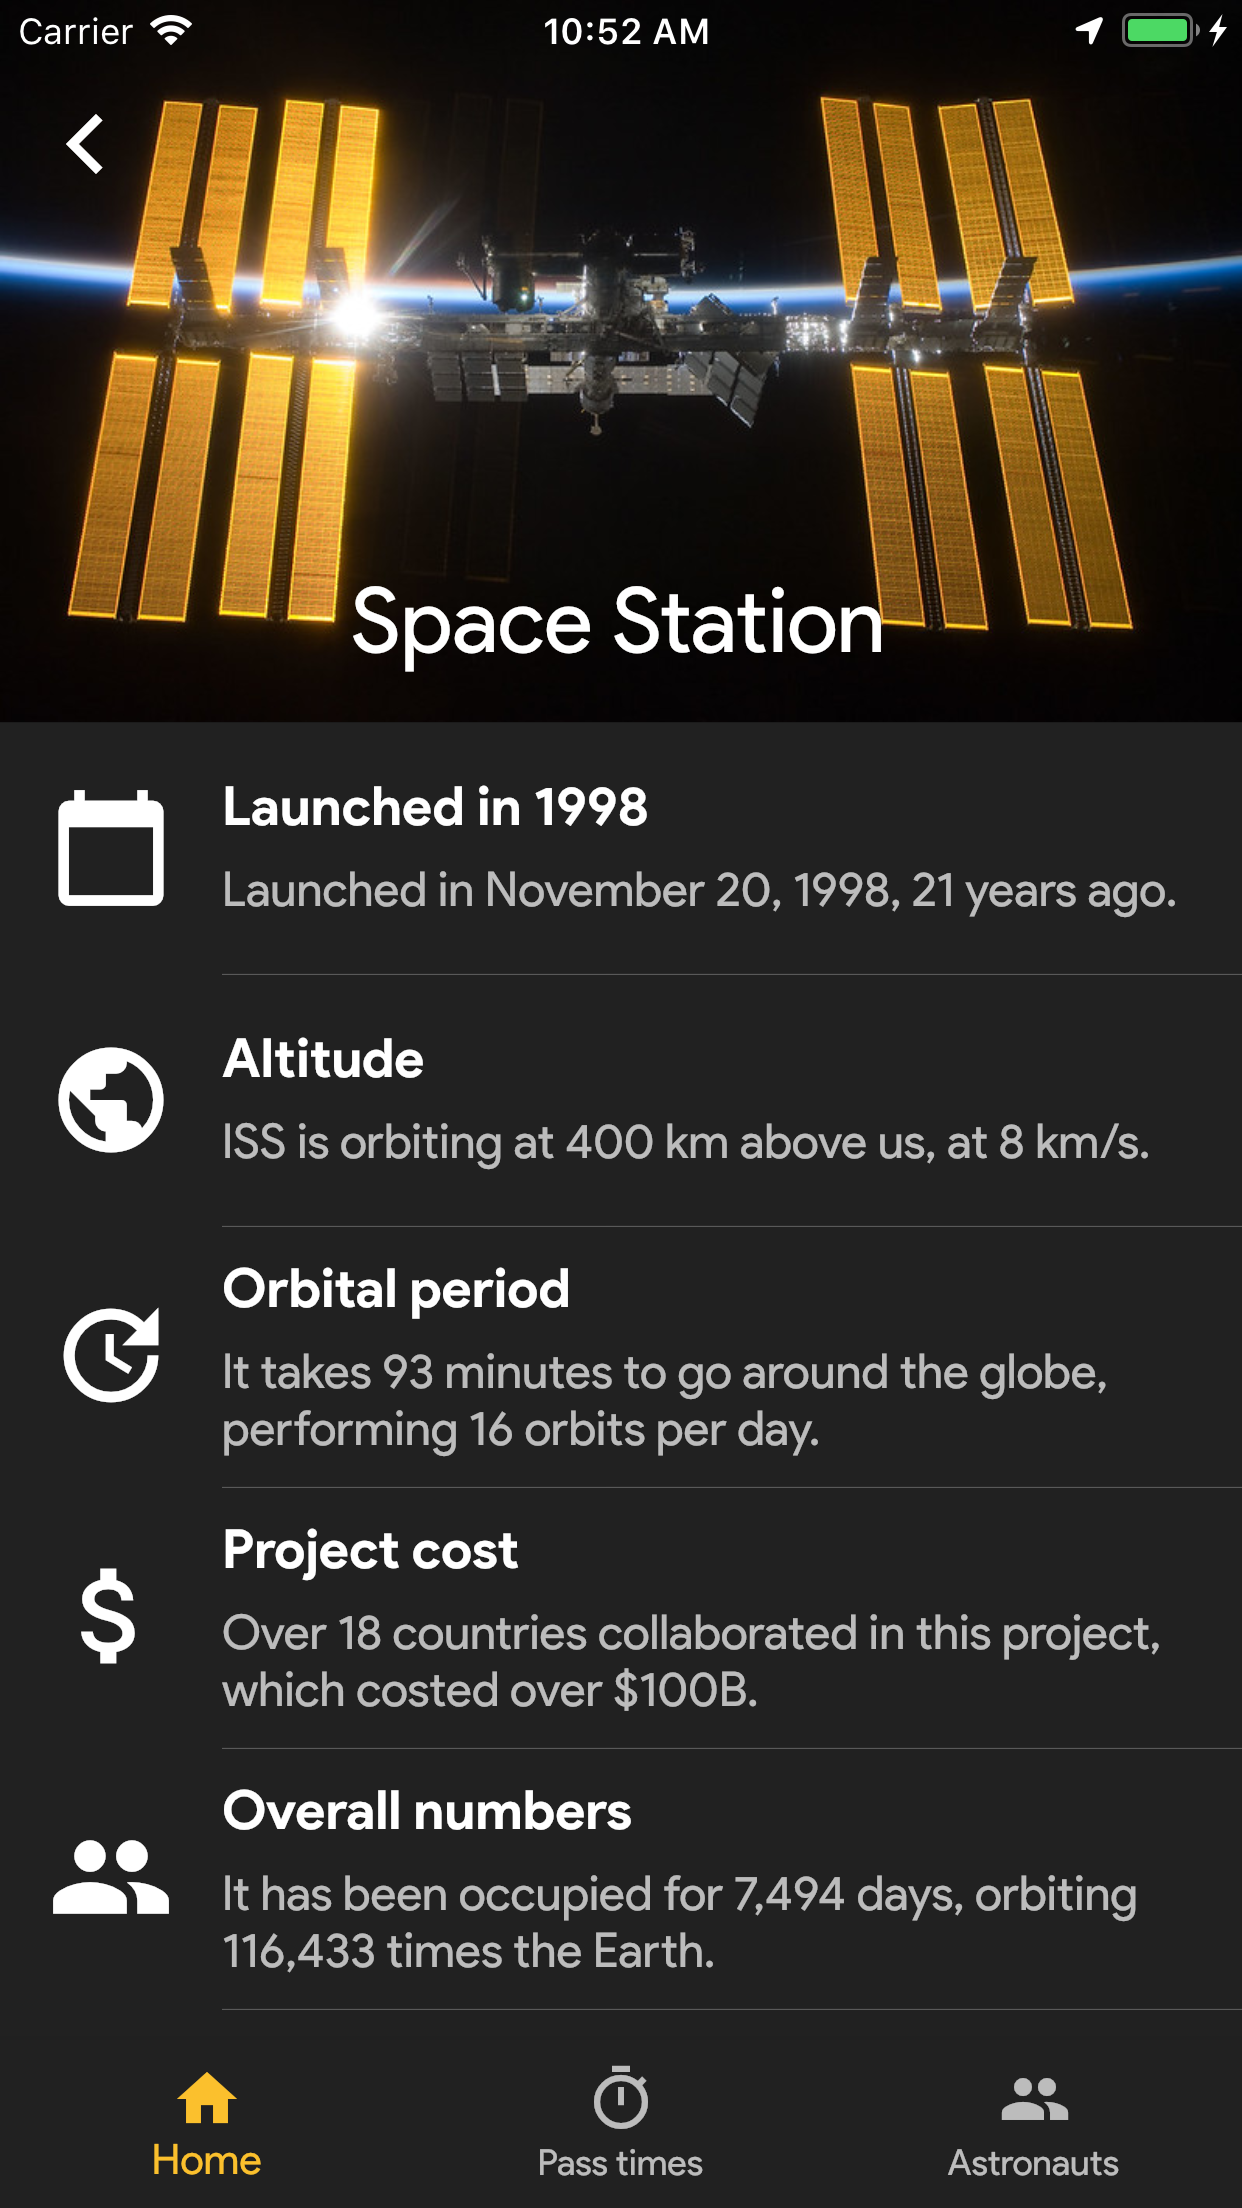 Carrier 10:52 AM
Space Station
Launched in 1998
Launched in November 20, 1998, 21 years ago.
Altitude
ISS is orbiting at 400 km above us, at 8 km/s.
Orbital period
It takes 93 minutes to go around the globe,
performing 16 orbits per day.
Project cost
Over 18 countries collaborated in this project,
which costed over $100B.
Overall numbers
It has been occupied for 7,494 days, orbiting
116,433 times the Earth.
Home Pass times Astronauts